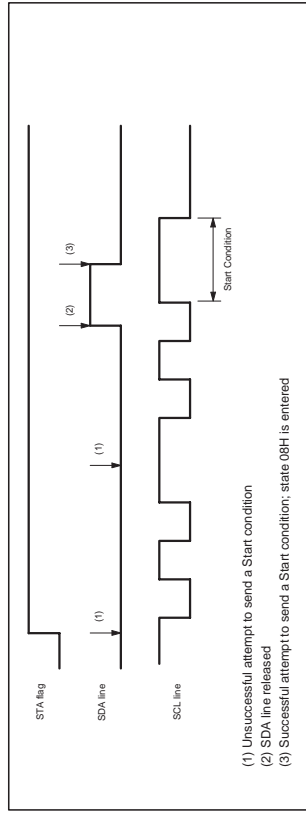 STA flag
(2)
(3)
(1)
(1)
SDA line
SCL line
Start Condition
(1) Unsuccessful attempt to send a Start condition
(2) SDA line released
(3) Successful attempt to send a Start condition; state 08H is entered